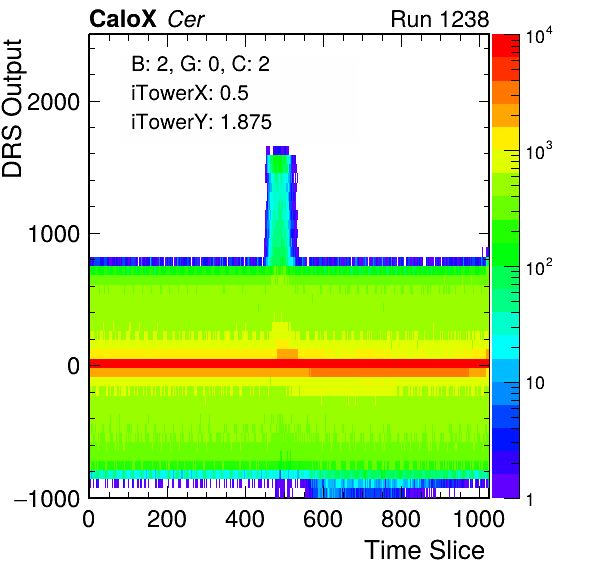 CaloX Cer Run 1238
B: 2, G: 0, C: 2
iTowerX: 0.5
iTowerY: 1.875
DRS Output
2000
1000
0
−1000
0 200 400 600 800 1000
Time Slice
10^4
10^3
10^2
10
1